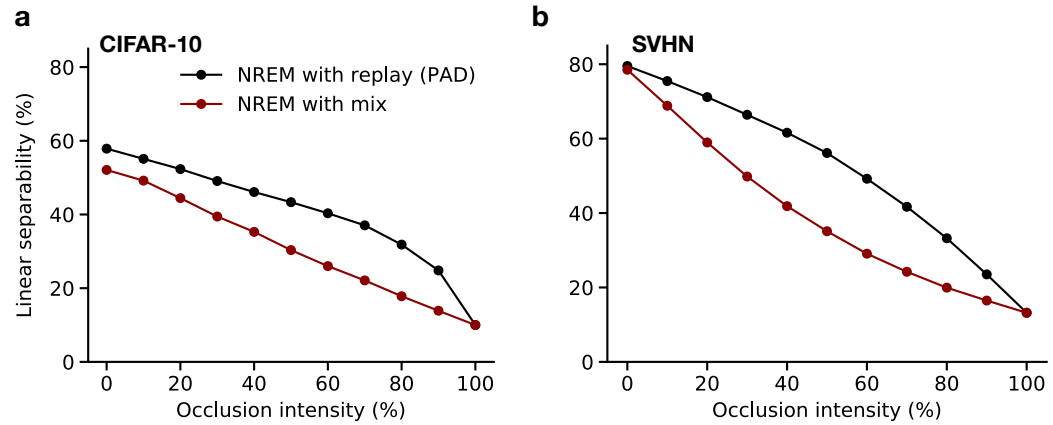 a
CIFAR-10
NREM with replay (PAD)
NREM with mix
Linear separability (%)
80
60
40
20
0
0 20 40 60 80 100
Occlusion intensity (%)
b
SVHN
80
60
40
20
0
0 20 40 60 80 100
Occlusion intensity (%)